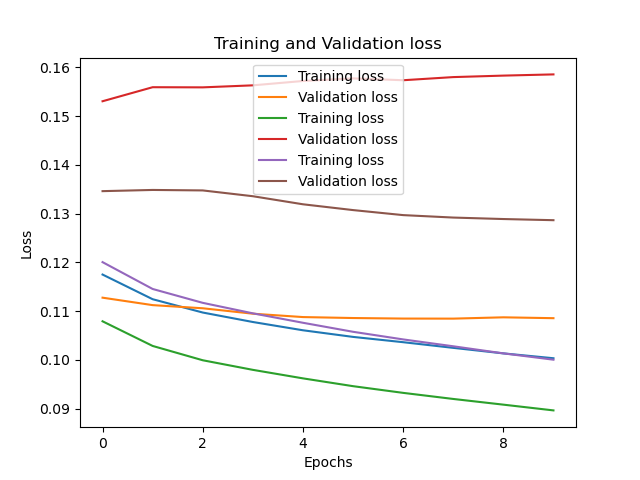 Training and Validation loss
0.16
0.15
0.14
0.13
0.12
0.11
0.10
0.09
Loss
Training loss
Validation loss
Training loss
Validation loss
Training loss
Validation loss
0 2 4 6 8
Epochs